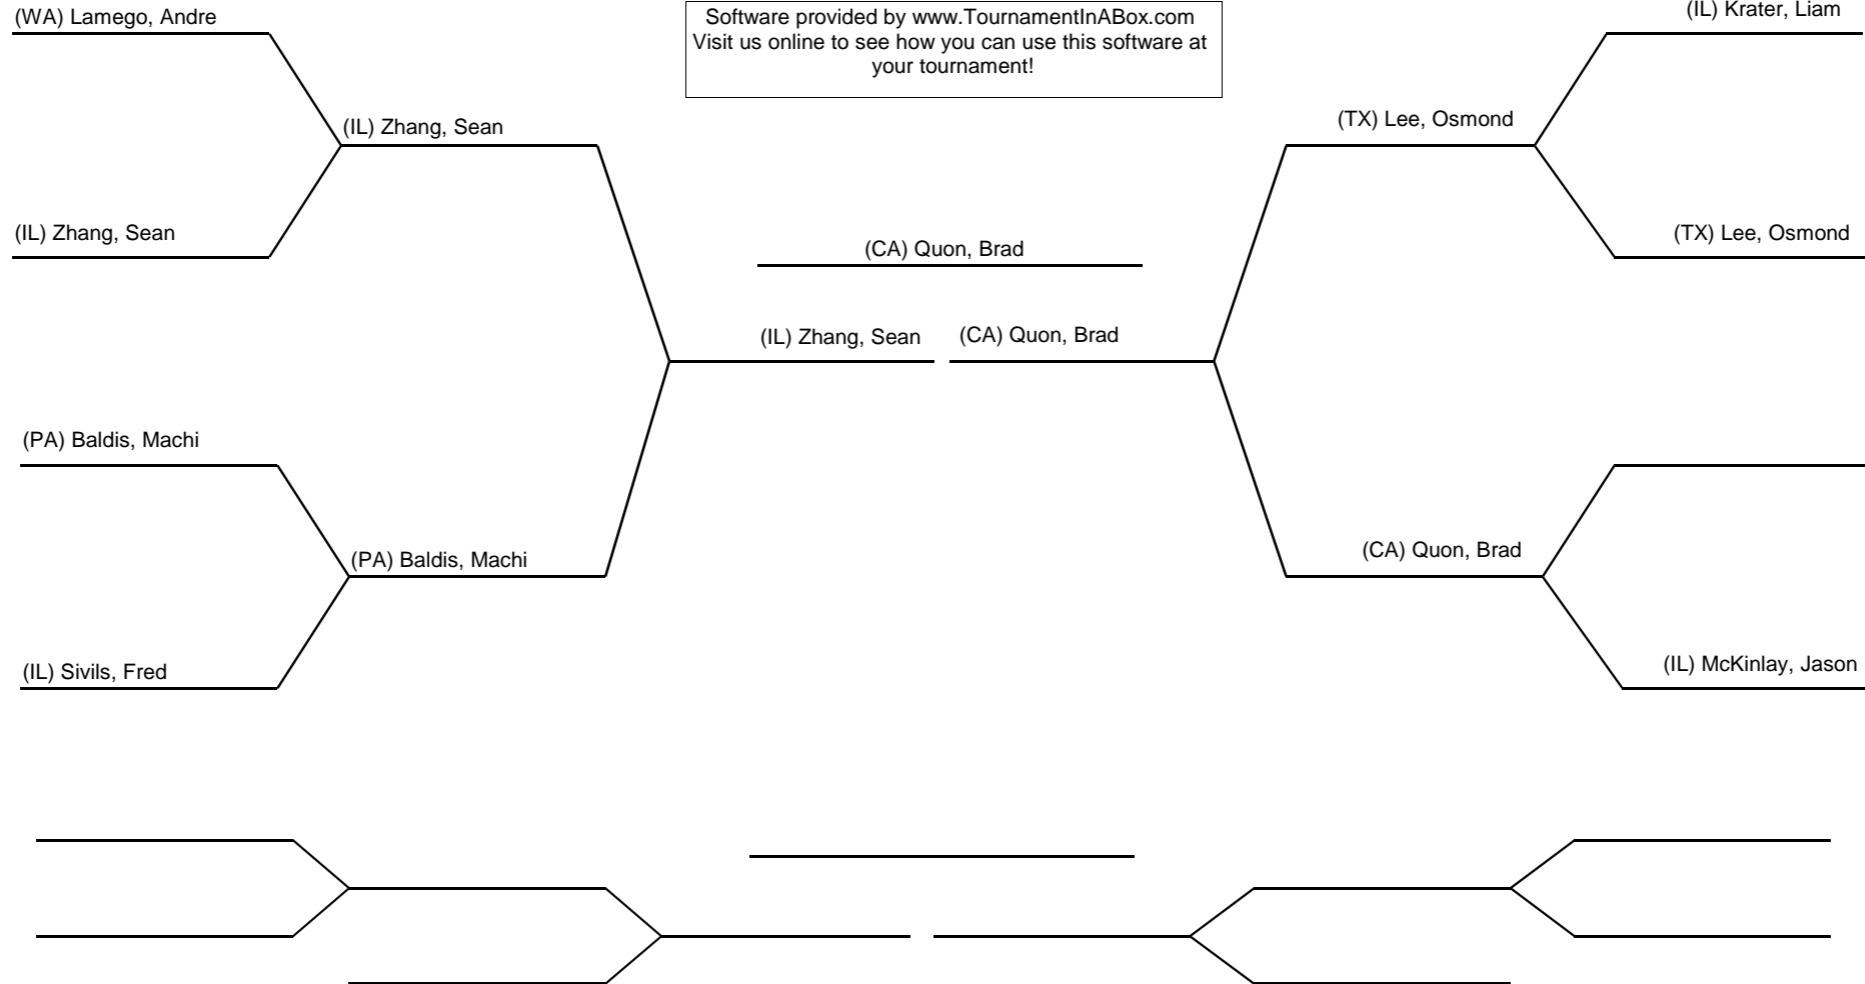 (WA) Lamego, Andre
Software provided by www.TournamentInABox.com
Visit us online to see how you can use this software at
your tournament!
(IL) Krater, Liam
(IL) Zhang, Sean
(TX) Lee, Osmond
(IL) Zhang, Sean
(TX) Lee, Osmond
(CA) Quon, Brad
(IL) Zhang, Sean
(CA) Quon, Brad
(PA) Baldis, Machi
(PA) Baldis, Machi
(CA) Quon, Brad
(IL) Sivils, Fred
(IL) McKinlay, Jason